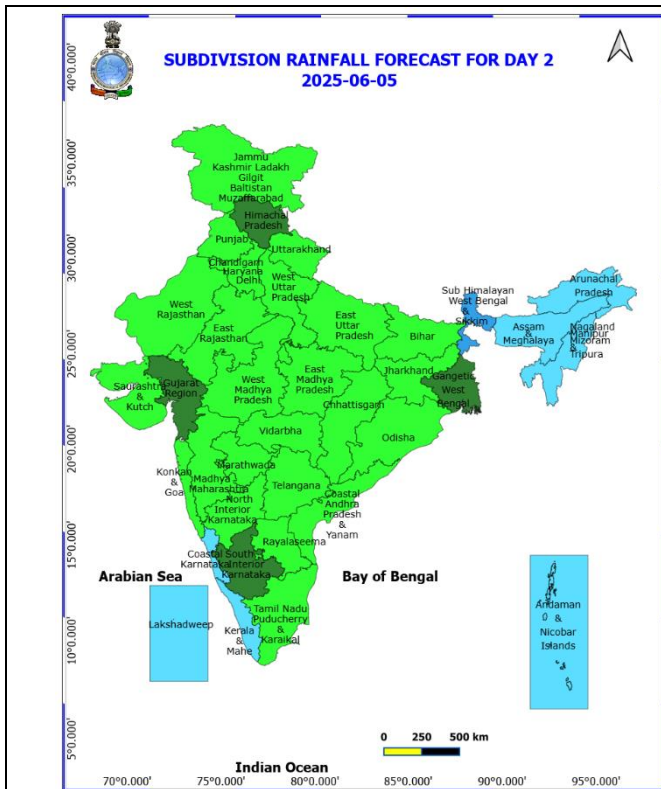 SUBDIVISION RAINFALL FORECAST FOR DAY 2
2025-06-05
40°0.000'
35°0.000'
30°0.000'
25°0.000'
20°0.000'
15°0.000'
10°0.000'
5°0.000'
Jammu
Kashmir Ladakh
Gilgit
Baltistan
Muzaffarabad
Himachal
Pradesh
Punjab
Uttarakhand
Chandigarh
Haryana
Delhi
West
Uttar
Pradesh
West
Rajasthan
East
Rajasthan
East
Uttar
Pradesh
Bihar
Sub Himalayan
West Bengal
&
Sikkim
Arunachal
Pradesh
Assam
&
Meghalaya
Nagaland
Manipur
Mizoram
&
Tripura
Saurashtra
&
Kutch
Gujarat
Region
West
Madhya
Pradesh
East
Madhya
Pradesh
Jharkhand
Gangetic
West
Bengal
Chhattisgarh
Odisha
Vidarbha
Konkan
&
Goa
Marathwada
Madhya
Maharashtra
North
Interior
Karnataka
Telangana
Coastal
Andhra
Pradesh
&
Yanam
Rayalaseema
Coastal
Karnataka
South
Interior
Karnataka
Arabian Sea
Bay of Bengal
Lakshadweep
Kerala
&
Mahe
Tamil Nadu
Puducherry
&
Karaikal
Andaman
&
Nicobar
Islands
0 250 500 km
Indian Ocean
70°0.000' 75°0.000' 80°0.000' 85°0.000' 90°0.000' 95°0.000'